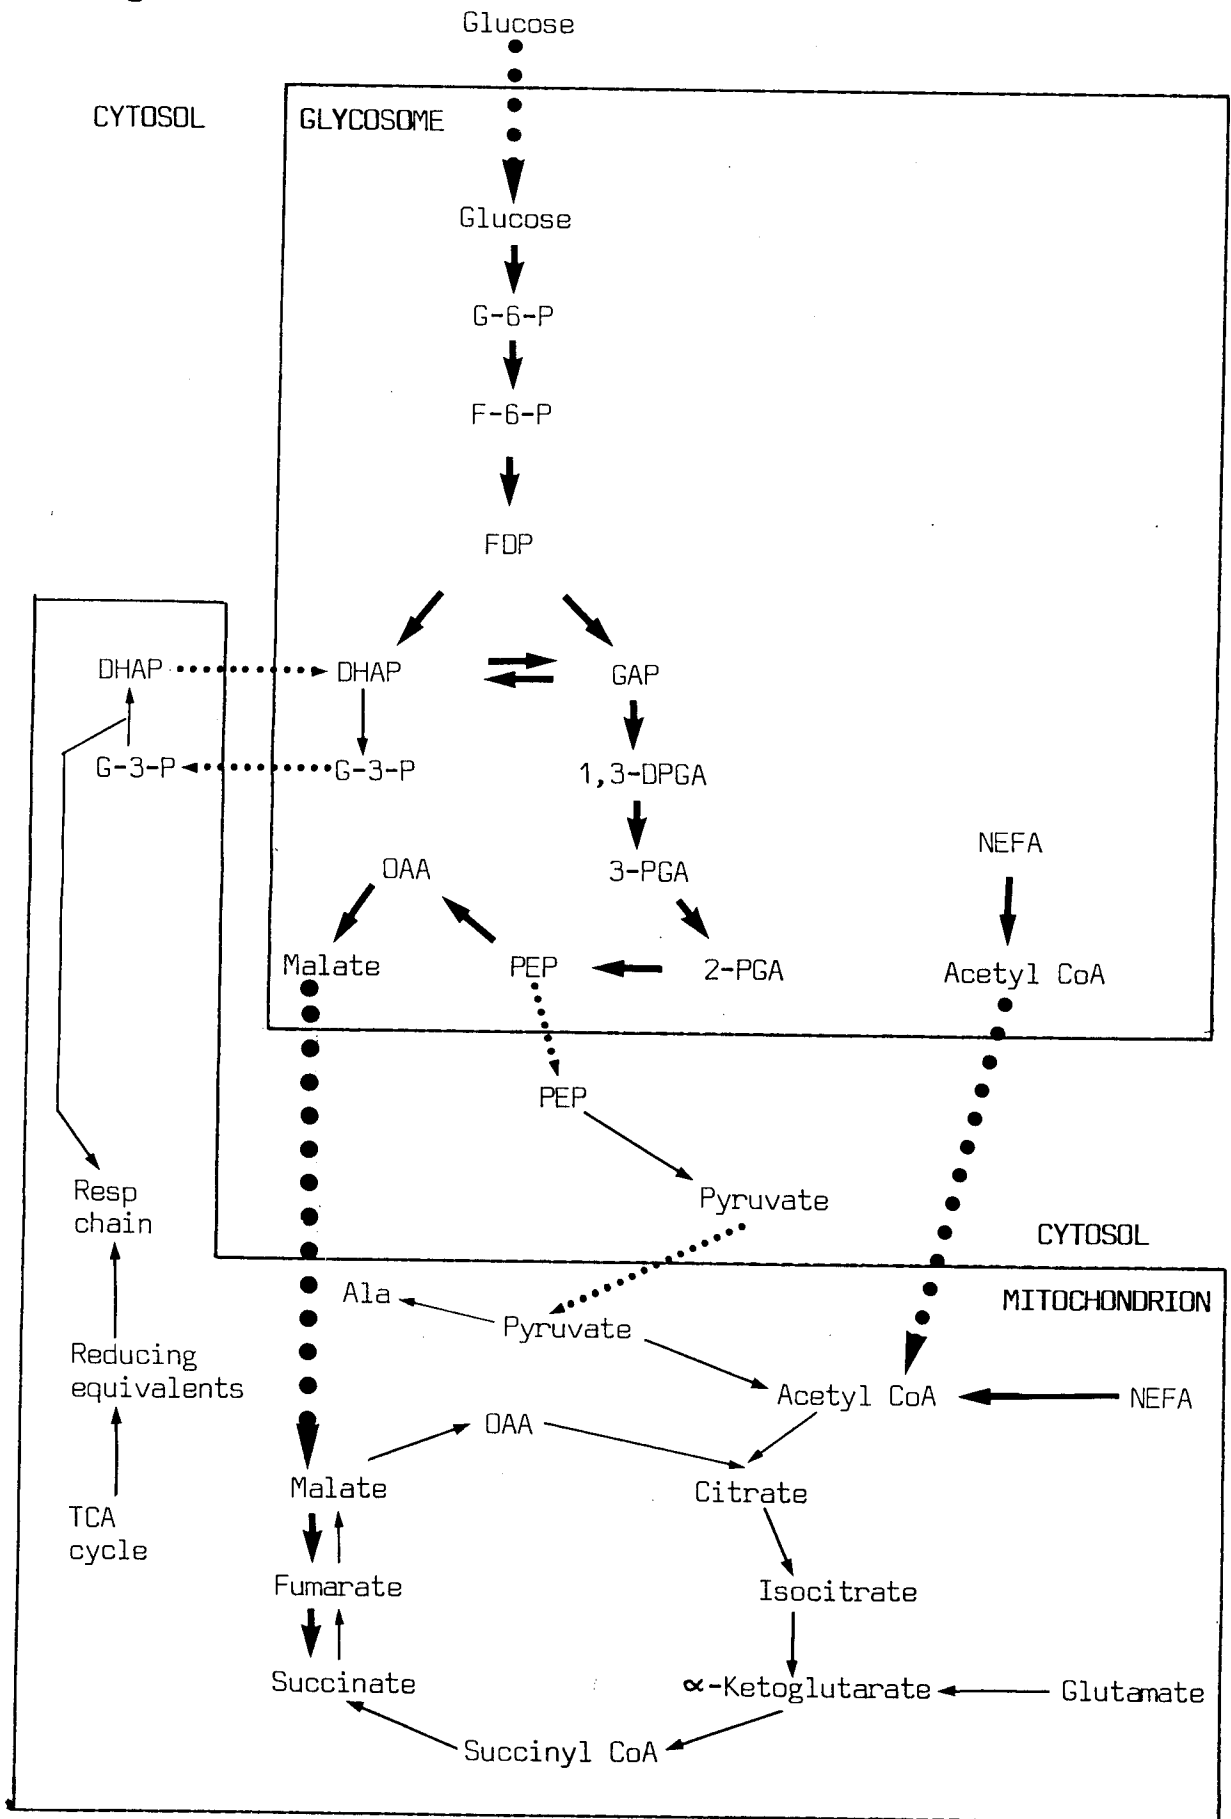 Glucose
CYTOSOL
GLYCOSOME
Glucose
G-6-P
F-6-P
FDP
DHAP
DHAP
GAP
G-3-P
G-3-P
1,3-DPGA
NEFA
OAA
3-PGA
Malate
PEP
2-PGA
Acetyl CoA
PEP
Resp
chain
Pyruvate
CYTOSOL
Ala
MITOCHONDRION
Pyruvate
Reducing
equivalents
Acetyl CoA
NEFA
OAA
Malate
Citrate
TCA
cycle
Fumarate
Isocitrate
Succinate
α-Ketoglutarate
Glutamate
Succinyl CoA